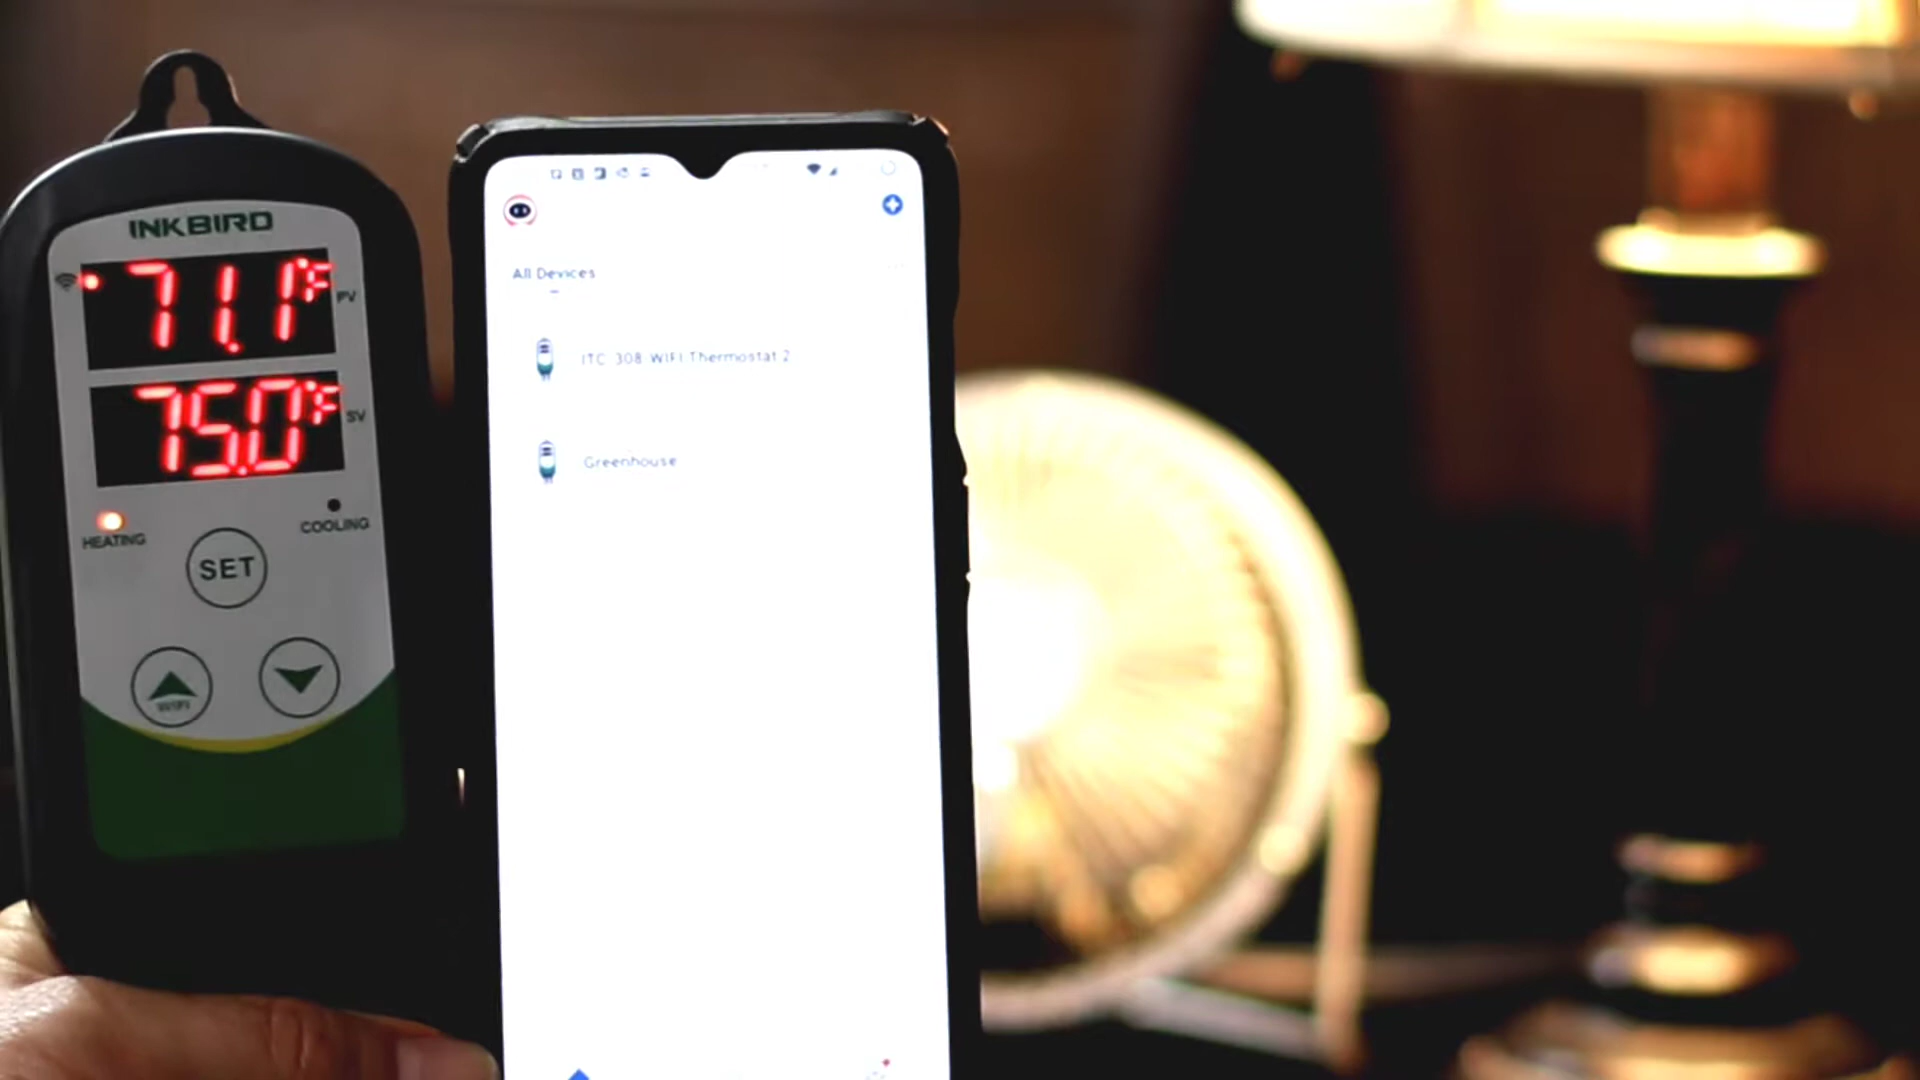 INKBIRD
71.1°F
PV
75.0°F
SV
HEATING
COOLING
SET
WIFI
All Devices
ITC-308-WIFI Thermostat 2
Greenhouse